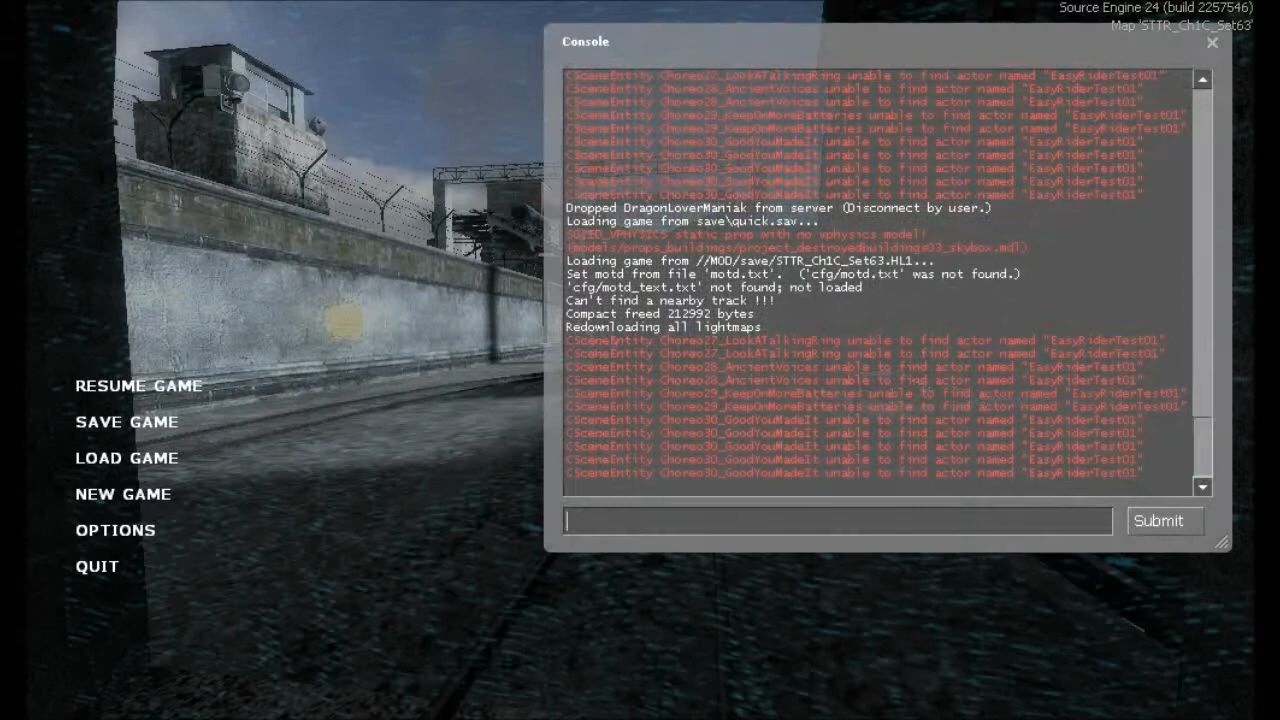 Source Engine 24 (build 2257546)
Map 'STTR_Ch1C_Set63'
Console
CSceneEntity Choreo27_LookATalkingRing unable to find actor named "EasyRiderTest01"
CSceneEntity Choreo28_AncientVoices unable to find actor named "EasyRiderTest01"
CSceneEntity Choreo28_AncientVoices unable to find actor named "EasyRiderTest01"
CSceneEntity Choreo29_KeepOnMoreBatteries unable to find actor named "EasyRiderTest01"
CSceneEntity Choreo29_KeepOnMoreBatteries unable to find actor named "EasyRiderTest01"
CSceneEntity Choreo30_GoodYouMadeIt unable to find actor named "EasyRiderTest01"
CSceneEntity Choreo30_GoodYouMadeIt unable to find actor named "EasyRiderTest01"
CSceneEntity Choreo30_GoodYouMadeIt unable to find actor named "EasyRiderTest01"
CSceneEntity Choreo30_GoodYouMadeIt unable to find actor named "EasyRiderTest01"
CSceneEntity Choreo30_GoodYouMadeIt unable to find actor named "EasyRiderTest01"
Dropped DragonLoverManiak from server (Disconnect by user.)
Loading game from save\quick.sav...
SOLID_VPHYSICS static prop with no vphysics model!
(models/props_buildings/project_destroyedbuildings03_skybox.mdl)
Loading game from //MOD/save/STTR_Ch1C_Set63.HL1...
Set motd from file 'motd.txt'. ('cfg/motd.txt' was not found.)
'cfg/motd_text.txt' not found; not loaded
Can't find a nearby track !!!
Compact freed 212992 bytes
Redownloading all lightmaps
CSceneEntity Choreo27_LookATalkingRing unable to find actor named "EasyRiderTest01"
CSceneEntity Choreo27_LookATalkingRing unable to find actor named "EasyRiderTest01"
CSceneEntity Choreo28_AncientVoices unable to find actor named "EasyRiderTest01"
CSceneEntity Choreo28_AncientVoices unable to find actor named "EasyRiderTest01"
CSceneEntity Choreo29_KeepOnMoreBatteries unable to find actor named "EasyRiderTest01"
CSceneEntity Choreo29_KeepOnMoreBatteries unable to find actor named "EasyRiderTest01"
CSceneEntity Choreo30_GoodYouMadeIt unable to find actor named "EasyRiderTest01"
CSceneEntity Choreo30_GoodYouMadeIt unable to find actor named "EasyRiderTest01"
CSceneEntity Choreo30_GoodYouMadeIt unable to find actor named "EasyRiderTest01"
CSceneEntity Choreo30_GoodYouMadeIt unable to find actor named "EasyRiderTest01"
CSceneEntity Choreo30_GoodYouMadeIt unable to find actor named "EasyRiderTest01"
Submit
RESUME GAME
SAVE GAME
LOAD GAME
NEW GAME
OPTIONS
QUIT